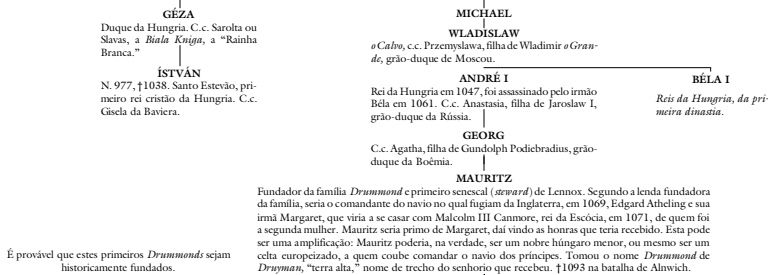 GÉZA
Duque da Hungria. C.c. Sarolta ou
Slavas, a Biala Kniga, a “Rainha
Branca.”
ÍSTVÁN
N. 977, †1038. Santo Estevão, pri-
meiro rei cristão da Hungria. C.c.
Gisela da Baviera.
MICHAEL
WLADISLAW
o Calvo, c.c. Przemyslawa, filha de Wladimir o Gran-
de, grão-duque de Moscou.
ANDRÉ I
Rei da Hungria em 1047, foi assassinado pelo irmão
Béla em 1061. C.c. Anastasia, filha de Jaroslaw I,
grão-duque da Rússia.
BÉLA I
Reis da Hungria, da pri-
meira dinastia.
GEORG
C.c. Agatha, filha de Gundolph Podiebradius, grão-
duque da Boêmia.
MAURITZ
Fundador da família Drummond e primeiro senescal (steward) de Lennox. Segundo a lenda fundadora
da família, seria o comandante do navio no qual fugiam da Inglaterra, em 1069, Edgard Atheling e sua
irmã Margaret, que viria a se casar com Malcolm III Canmore, rei da Escócia, em 1071, de quem foi
a segunda mulher. Mauritz seria primo de Margaret, daí vindo as honras que teria recebido. Esta pode
ser uma amplificação: Mauritz poderia, na verdade, ser um nobre húngaro menor, ou mesmo ser um
celta europeizado, a quem coube comandar o navio dos príncipes. Tomou o nome Drummond de
Druyman, “terra alta,” nome de trecho do senhorio que recebeu. †1093 na batalha de Alnwich.
É provável que estes primeiros Drummonds sejam
historicamente fundados.